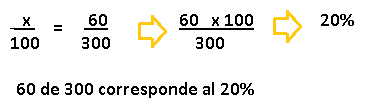 x/100 = 60/300 60 x 100/300 20%
60 de 300 corresponde al 20%